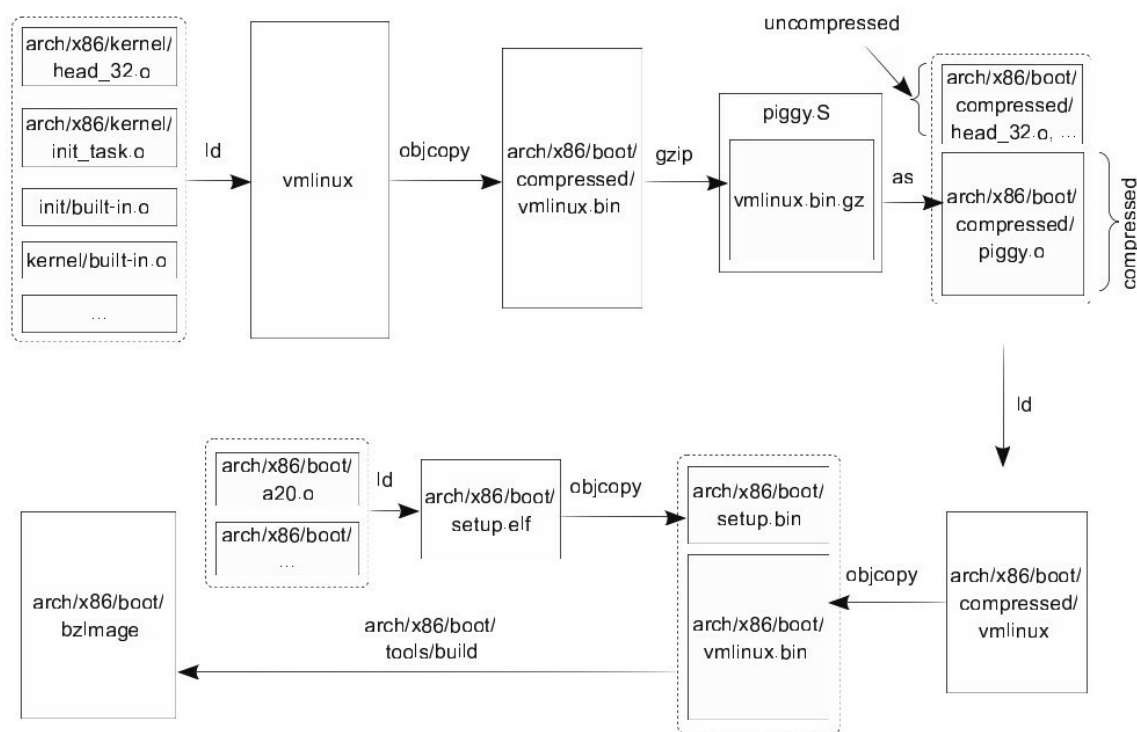 arch/x86/kernel/
head_32.o
arch/x86/kernel/
init_task.o
init/built-in.o
kernel/built-in.o
...
ld
vmlinux
objcopy
arch/x86/boot/
compressed/
vmlinux.bin
gzip
piggy.S
vmlinux.bin.gz
as
uncompressed
arch/x86/boot/
compressed/
head_32.o, ...
arch/x86/boot/
compressed/
piggy.o
compressed
ld
arch/x86/boot/
a20.o
arch/x86/boot/
...
ld
arch/x86/boot/
setup.elf
objcopy
arch/x86/boot/
setup.bin
arch/x86/boot/
vmlinux.bin
objcopy
arch/x86/boot/
compressed/
vmlinux
arch/x86/boot/
tools/build
arch/x86/boot/
bzImage